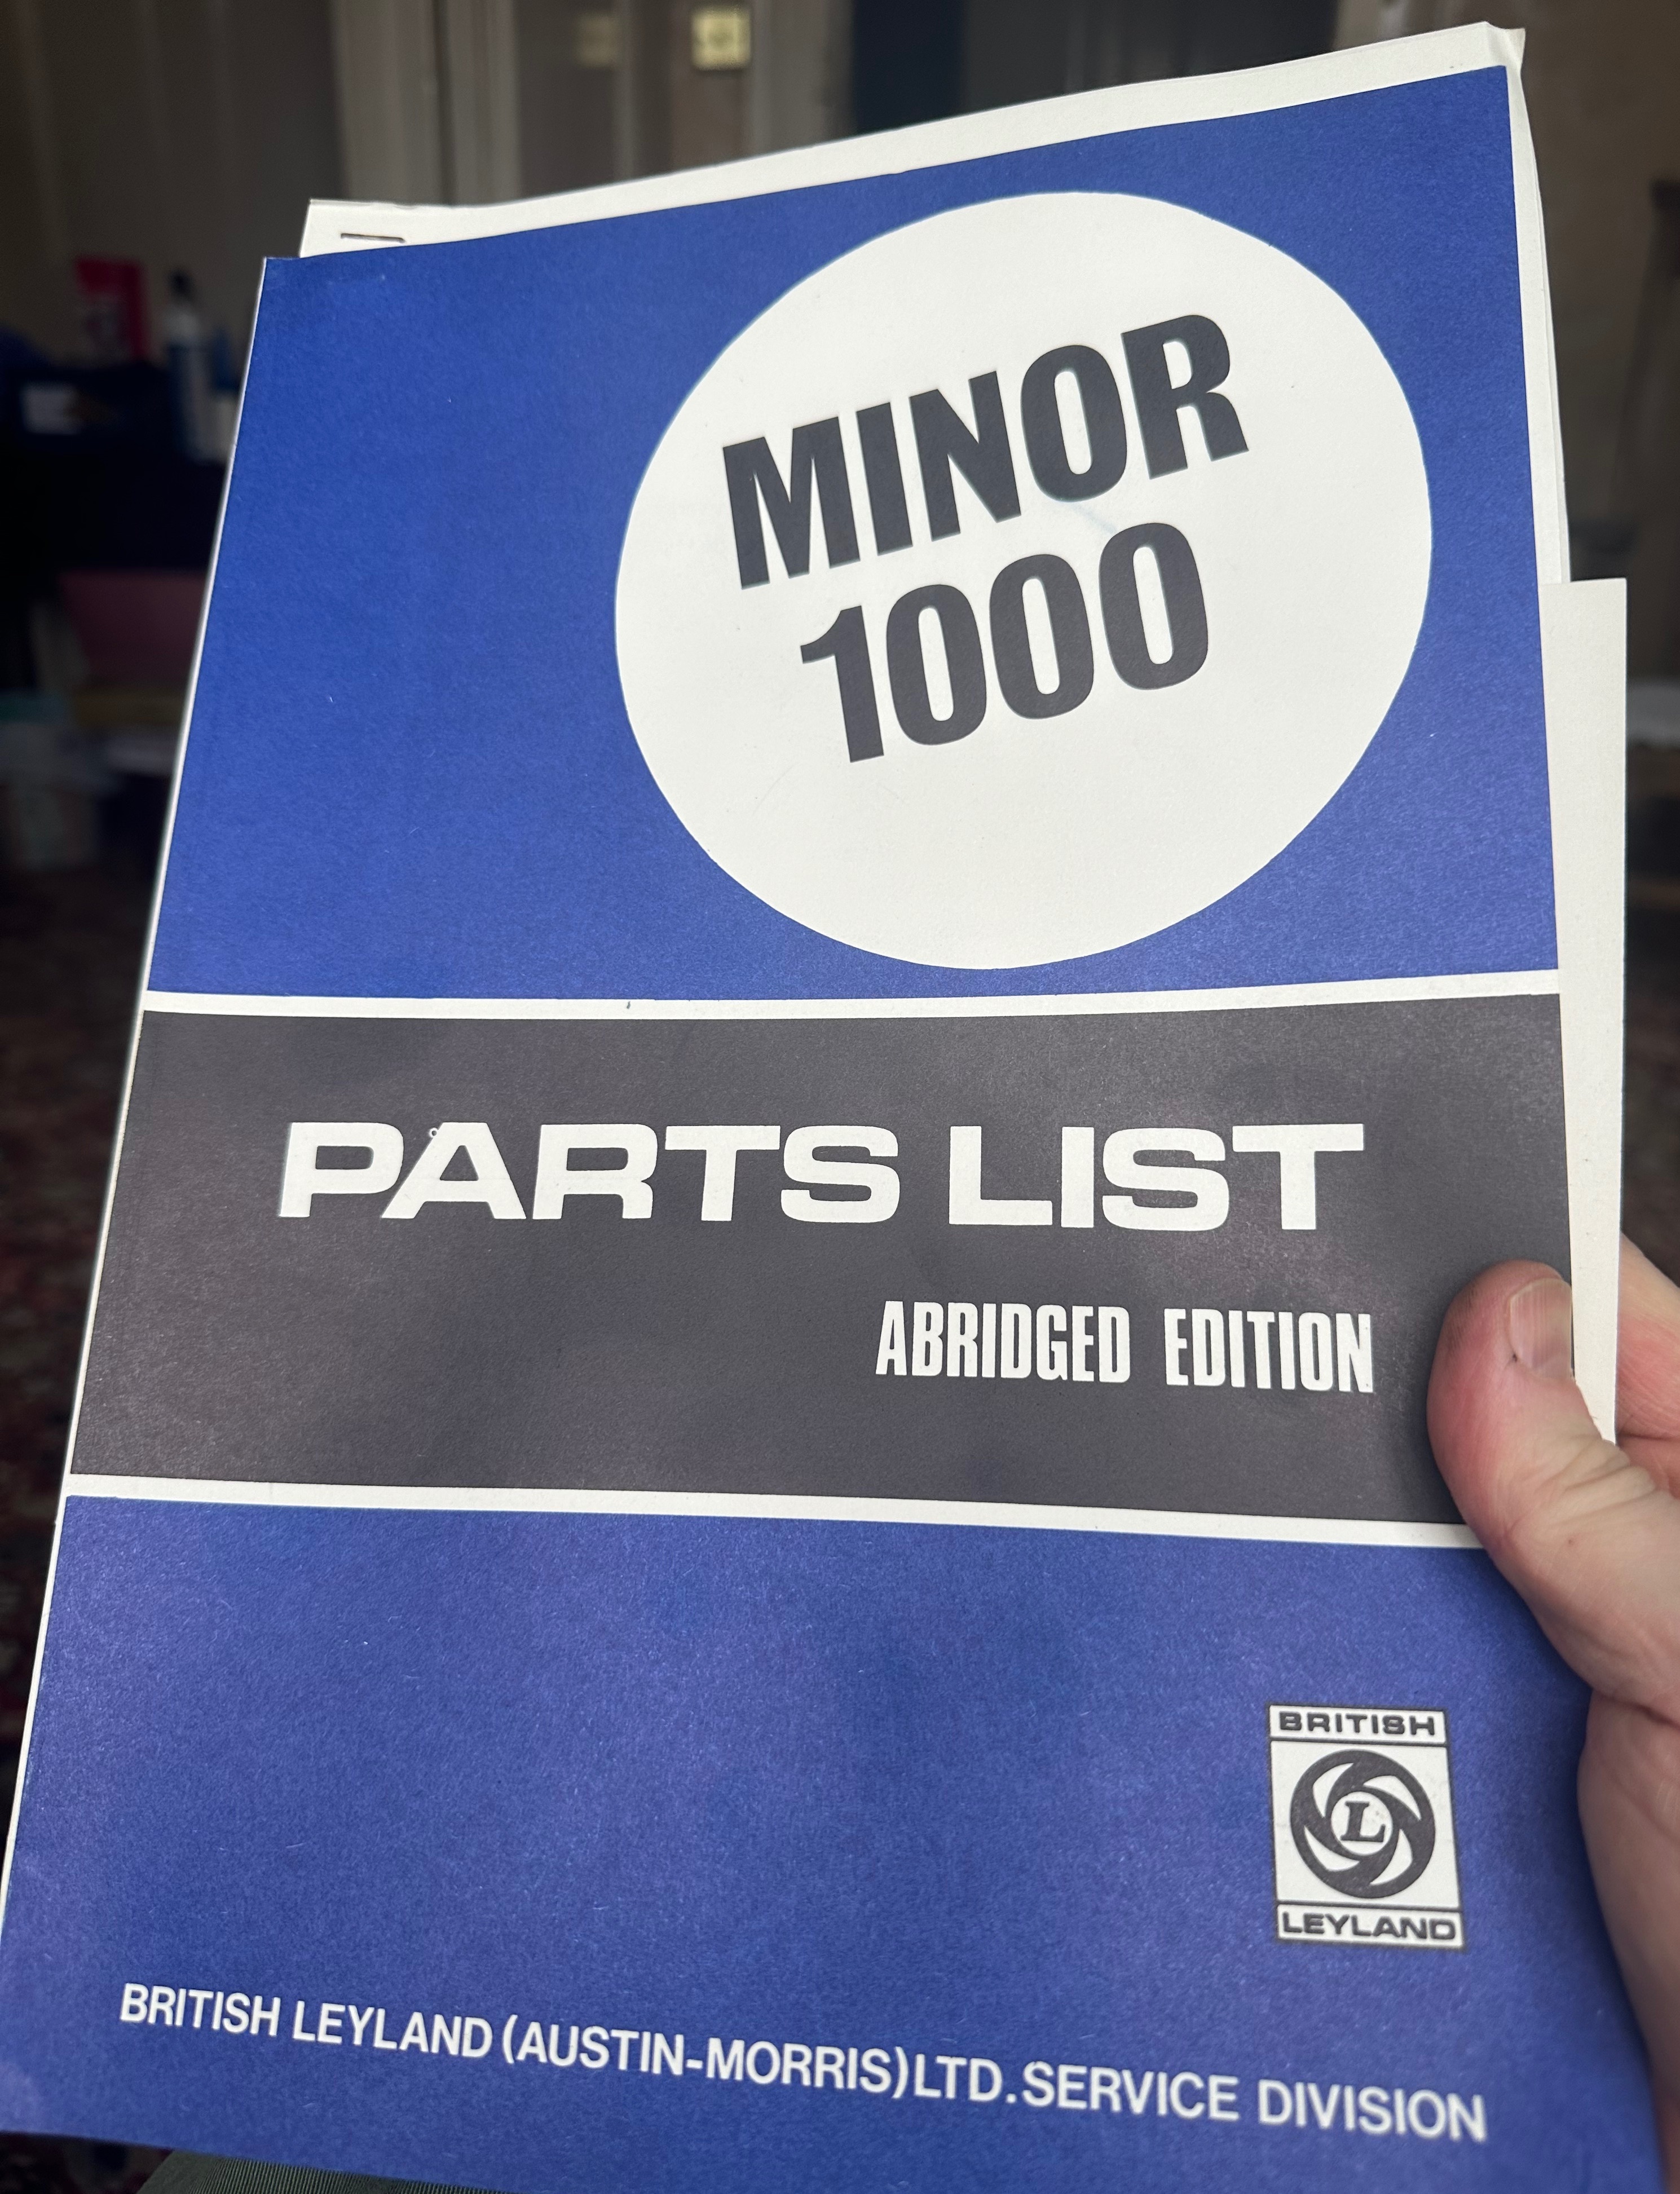 MINOR
1000
PARTS LIST
ABRIDGED EDITION
BRITISH
L
LEYLAND
BRITISH LEYLAND (AUSTIN-MORRIS) LTD. SERVICE DIVISION